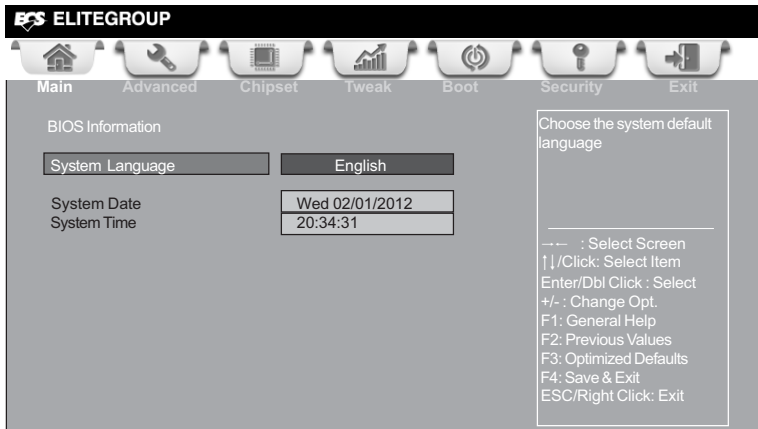 ECS ELITEGROUP
Main Advanced Chipset Tweak Boot Security Exit
BIOS Information
System Language English
System Date Wed 02/01/2012
System Time 20:34:31
Choose the system default
language
→← : Select Screen
↑↓/Click: Select Item
Enter/Dbl Click : Select
+/- : Change Opt.
F1: General Help
F2: Previous Values
F3: Optimized Defaults
F4: Save & Exit
ESC/Right Click: Exit